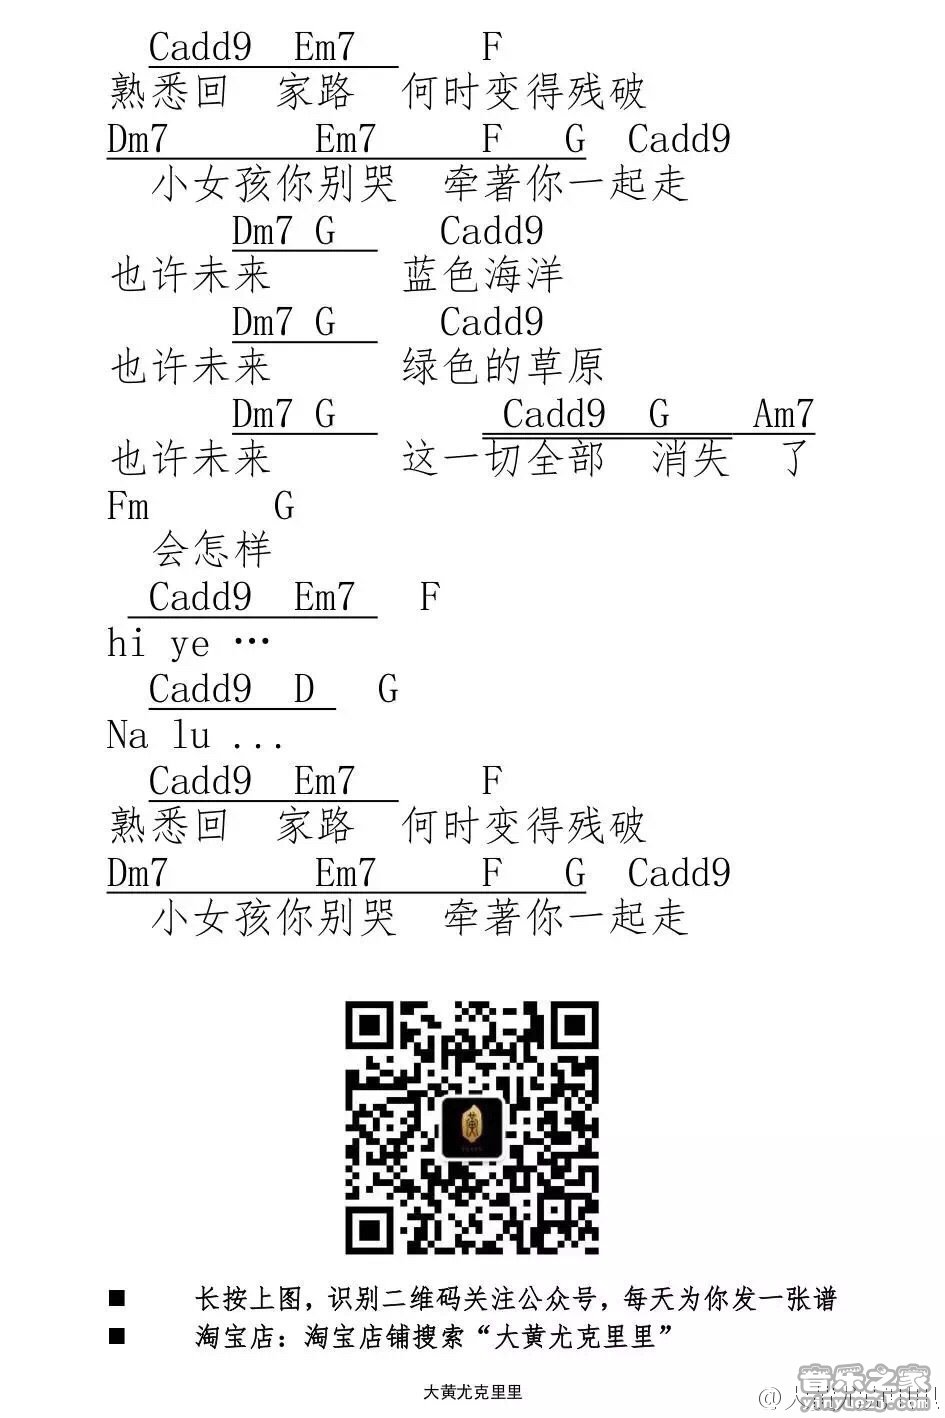 Cadd9 Em7 F
熟悉回 家路 何时变得残破
Dm7 Em7 F G Cadd9
小女孩你别哭 牵著你一起走
Dm7 G Cadd9
也许未来 蓝色海洋
Dm7 G Cadd9
也许未来 绿色的草原
Dm7 G Cadd9 G Am7
也许未来 这一切全部 消失 了
Fm G
会怎样
Cadd9 Em7 F
hi ye …
Cadd9 D G
Na lu ...
Cadd9 Em7 F
熟悉回 家路 何时变得残破
Dm7 Em7 F G Cadd9
小女孩你别哭 牵著你一起走
黄
■ 长按上图，识别二维码关注公众号，每天为你发一张谱
■ 淘宝店：淘宝店铺搜索“大黄尤克里里”
大黄尤克里里
音乐之家
yinyuezj.com